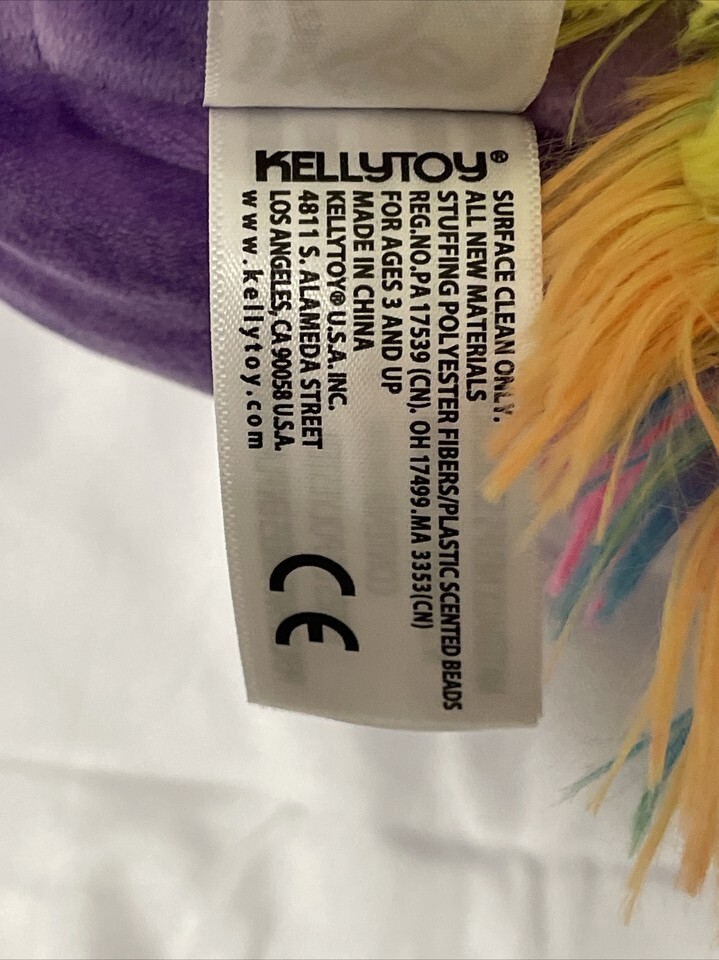 KELLYTOY®
SURFACE CLEAN ONLY.
ALL NEW MATERIALS
STUFFING POLYESTER FIBERS/PLASTIC SCENTED BEADS
REG.NO.PA 17539 (CN). OH 17499.MA 3353(CN)
FOR AGES 3 AND UP
MADE IN CHINA
KELLYTOY® U.S.A. INC.
4811 S. ALAMEDA STREET
LOS ANGELES, CA 90058 U.S.A.
www.kellytoy.com
CE